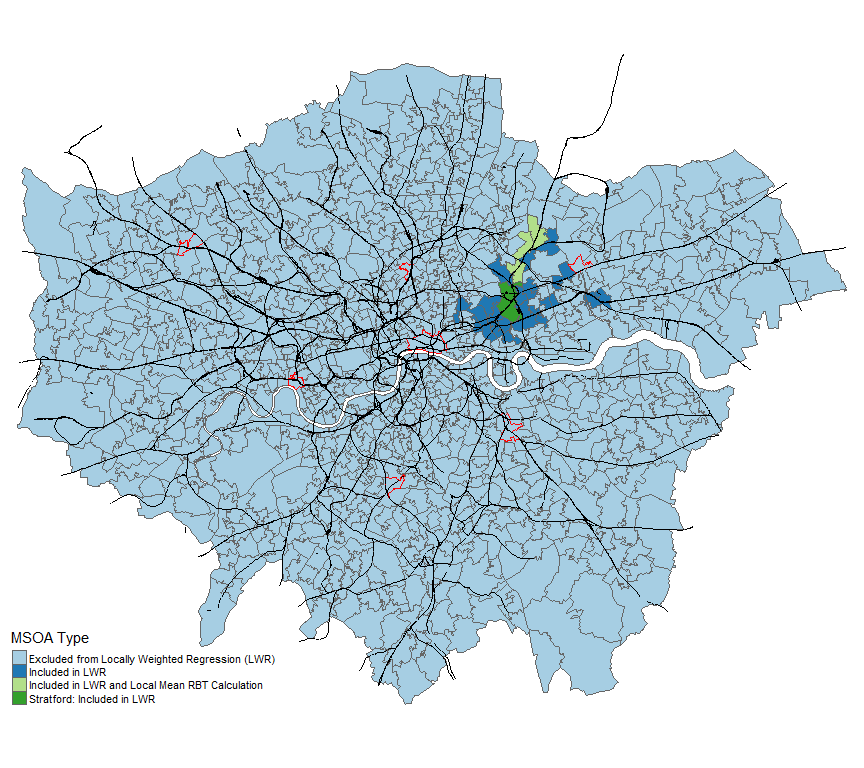 MSOA Type
Excluded from Locally Weighted Regression (LWR)
Included in LWR
Included in LWR and Local Mean RBT Calculation
Stratford: Included in LWR